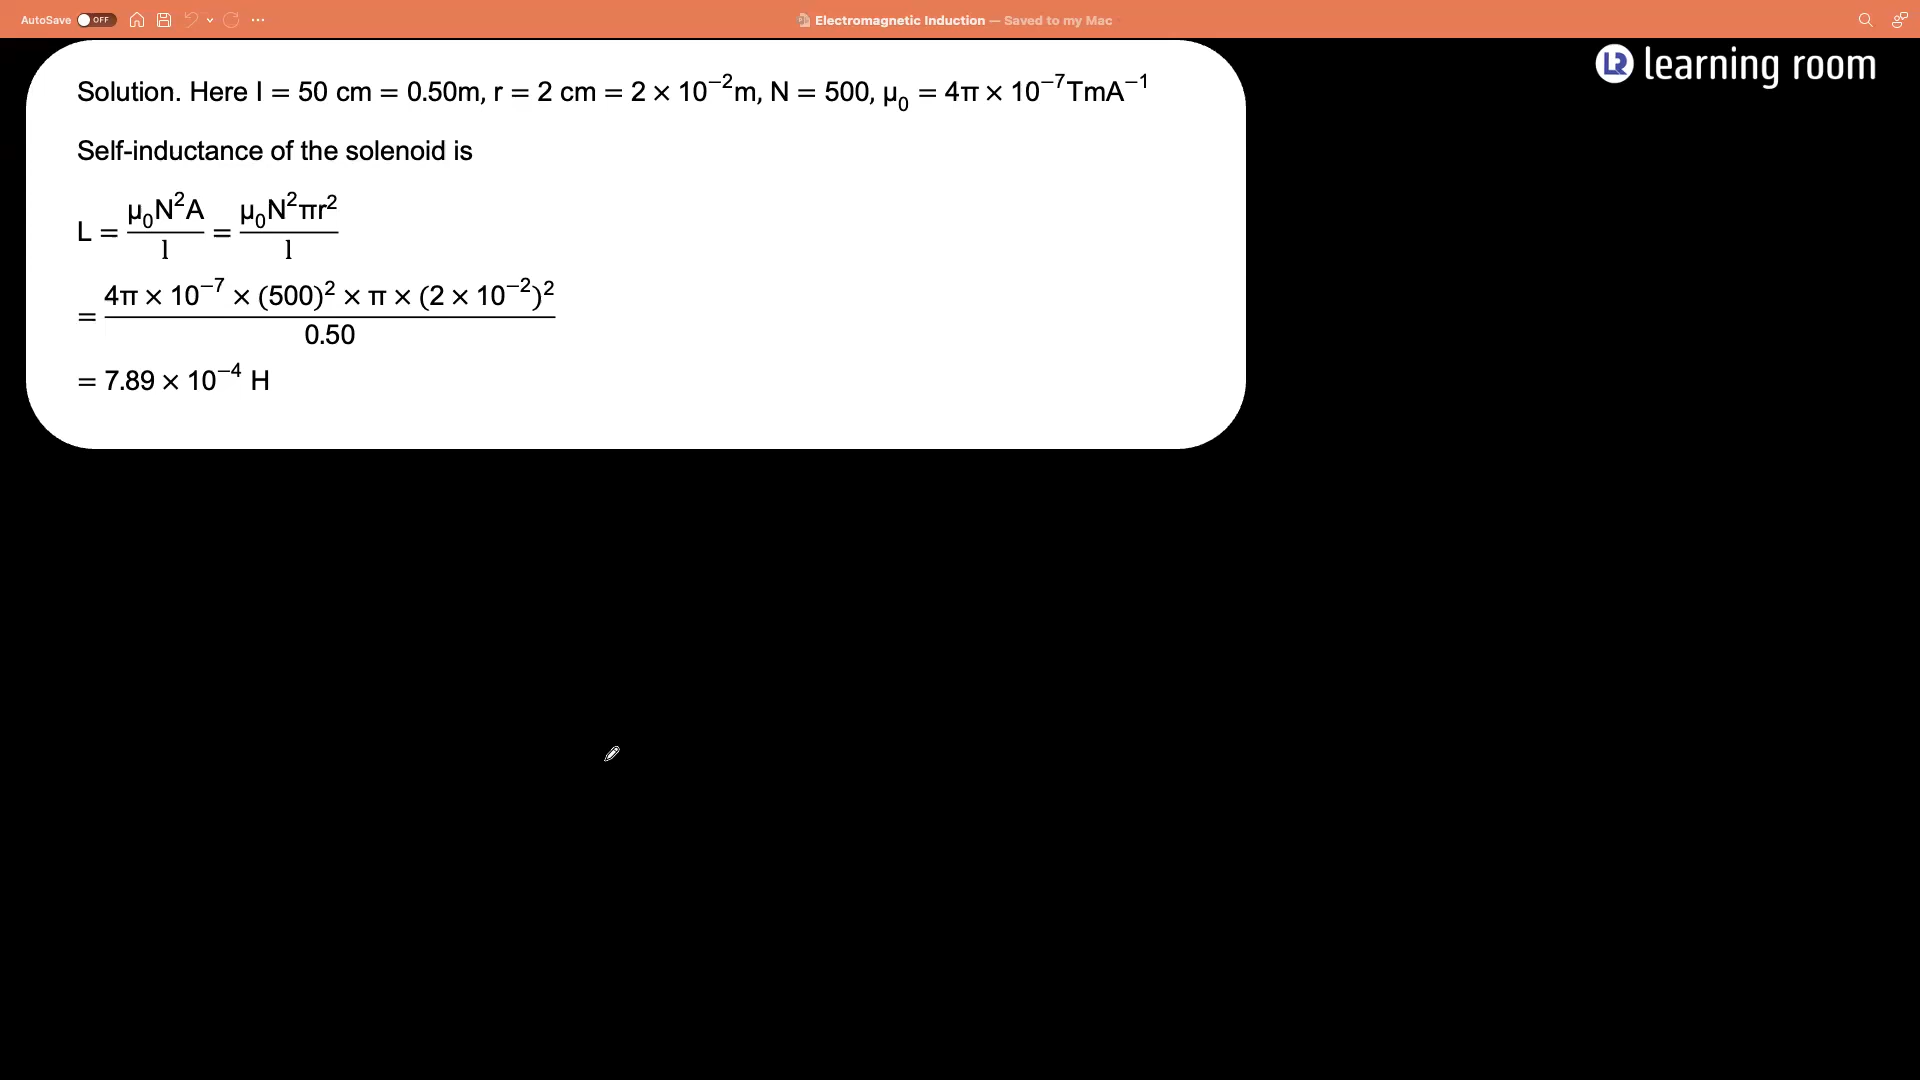 AutoSave OFF
Electromagnetic Induction — Saved to my Mac
learning room
Solution. Here l = 50 cm = 0.50m, r = 2 cm = 2 × 10⁻²m, N = 500, μ₀ = 4π × 10⁻⁷TmA⁻¹
Self-inductance of the solenoid is
L = μ₀N²A / l = μ₀N²πr² / l
= 4π × 10⁻⁷ × (500)² × π × (2 × 10⁻²)² / 0.50
= 7.89 × 10⁻⁴ H